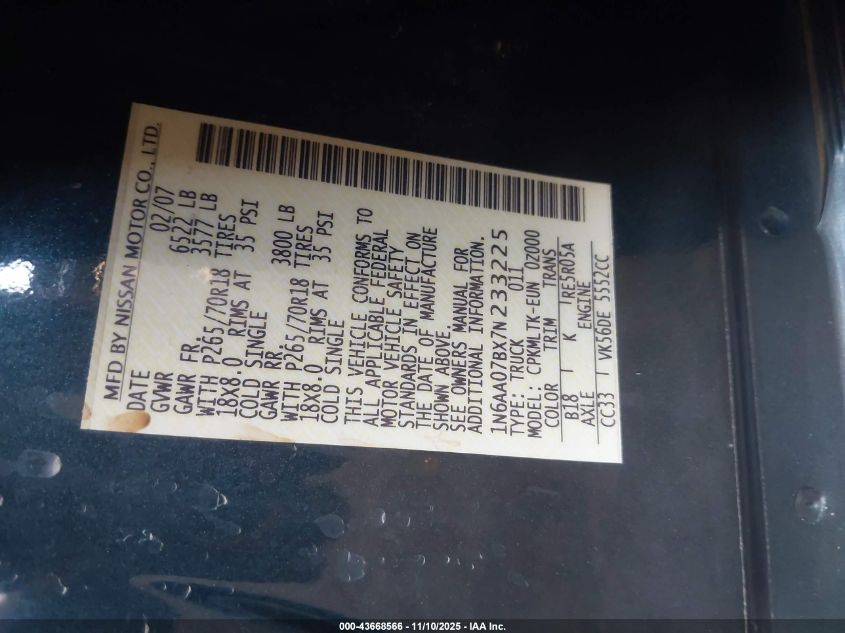 MFD BY NISSAN MOTOR CO., LTD.
DATE 02/07
GVWR 6522 LB
GAWR FR. 3577 LB
WITH P265/70R18 TIRES
18X8.0 RIMS AT 35 PSI
COLD SINGLE
GAWR RR 3800 LB
WITH P265/70R18 TIRES
18X8.0 RIMS AT 35 PSI
COLD SINGLE
THIS VEHICLE CONFORMS TO
ALL APPLICABLE FEDERAL
MOTOR VEHICLE SAFETY
STANDARDS IN EFFECT ON
THE DATE OF MANUFACTURE
SHOWN ABOVE.
SEE OWNERS MANUAL FOR
ADDITIONAL INFORMATION.
1N6AA07BX7N233225
TYPE: TRUCK 011
MODEL: CPKMLTK-EUN 0Z000
COLOR TRIM TRANS
B18 K RE5R05A
AXLE ENGINE
CC33 VK56DE 5552CC
000-43668566 - 11/10/2025 - IAA Inc.